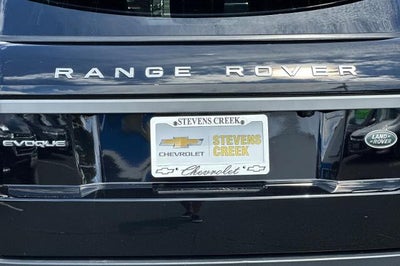 RANGE ROVER
EVOQUE
STEVENS CREEK
CHEVROLET
STEVENS
CREEK
Chevrolet
LAND
ROVER